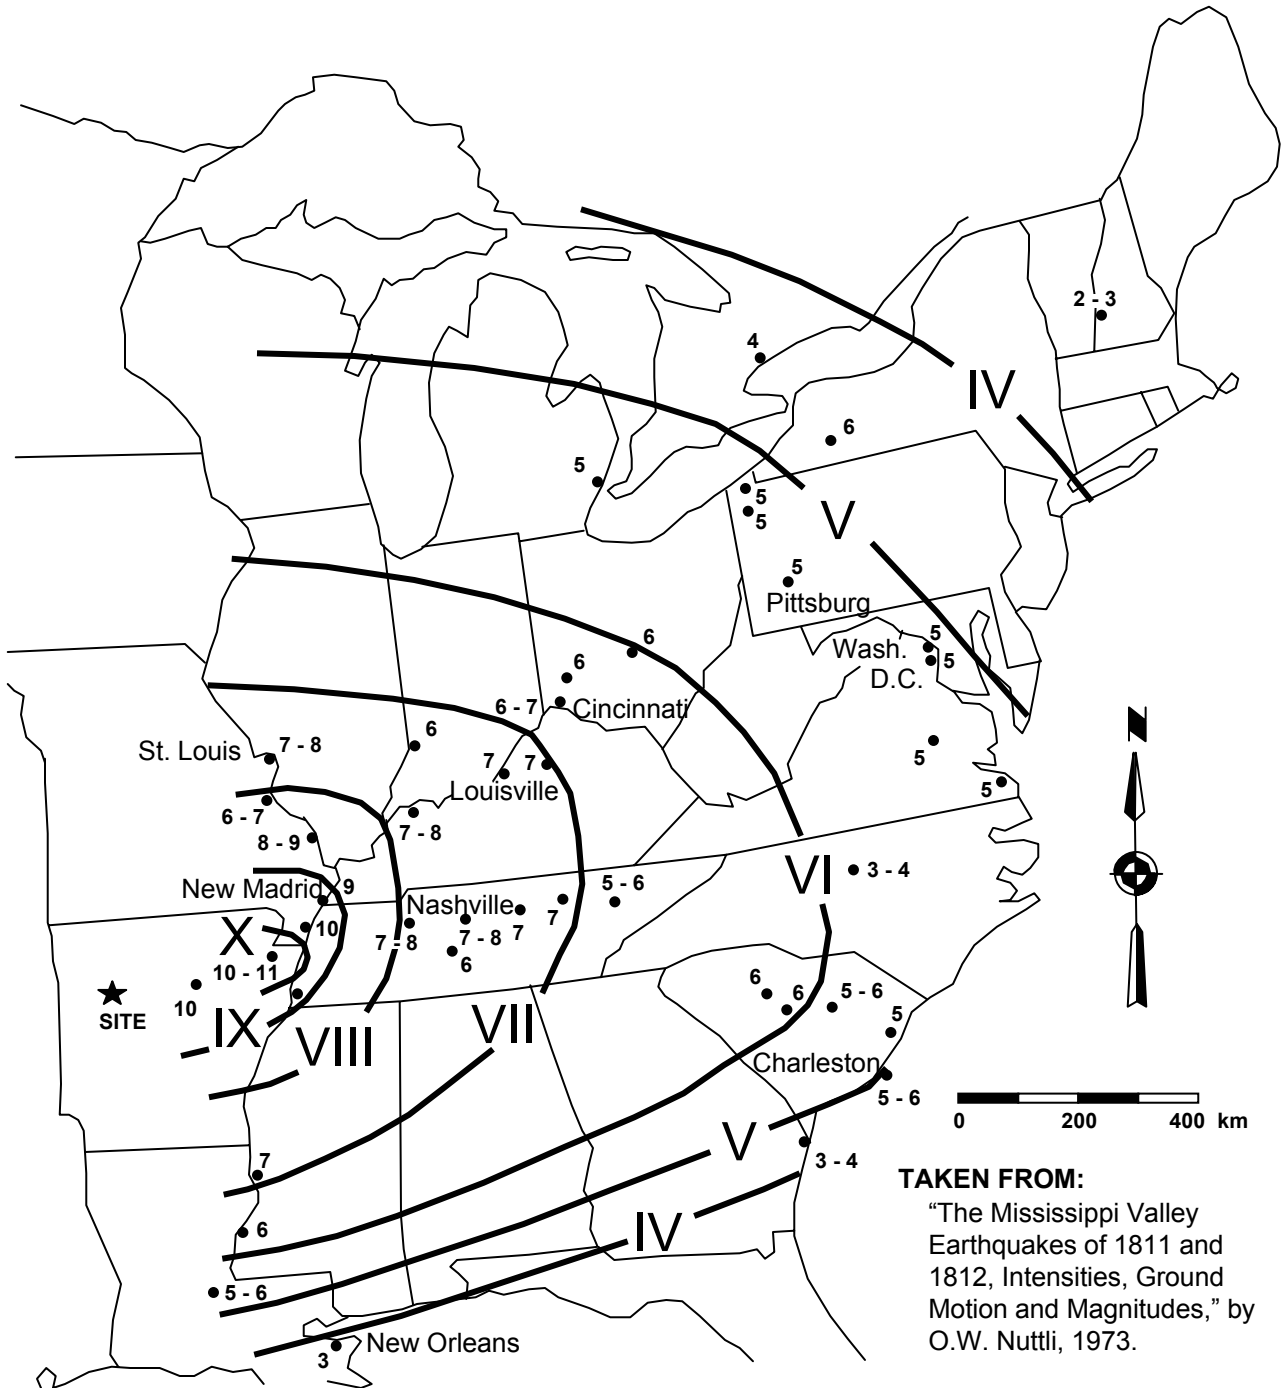 2 - 3
4
IV
6
5
5
5
V
5
Pittsburg
6
5
Wash.
5
D.C.
6
6 - 7
Cincinnati
N
St. Louis
7 - 8
6
5
7
7
Louisville
5
6 - 7
7 - 8
8 - 9
VI
3 - 4
New Madrid
9
Nashville
5 - 6
X
10
7 - 8
7 - 8
7
7
6
10 - 11
10
SITE
IX
VIII
VII
6
6
5 - 6
5
Charleston
5 - 6
0 200 400 km
V
3 - 4
7
6
IV
5 - 6
New Orleans
3
TAKEN FROM:
“The Mississippi Valley
Earthquakes of 1811 and
1812, Intensities, Ground
Motion and Magnitudes,” by
O.W. Nuttli, 1973.